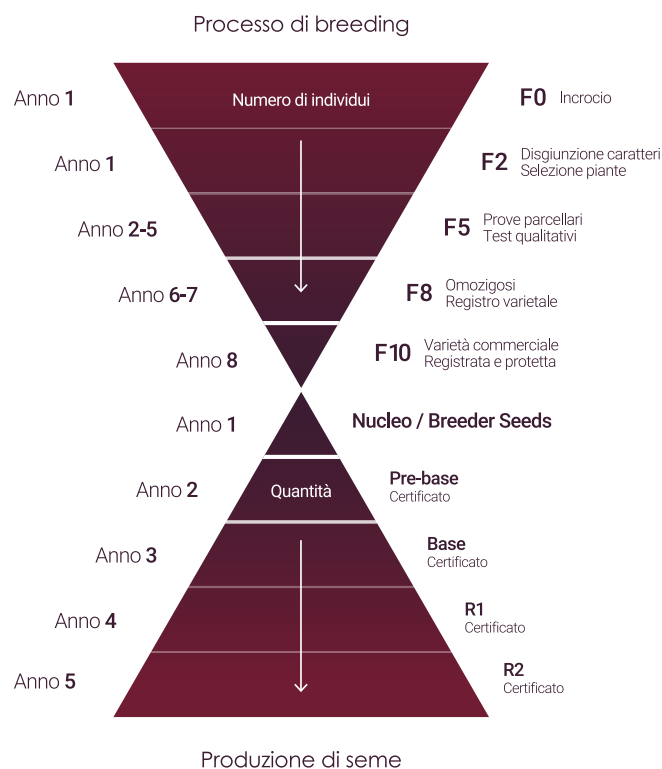 Processo di breeding
Anno 1
Numero di individui
F0 Incrocio
Anno 1
F2 Disgiunzione caratteri
Selezione piante
Anno 2-5
F5 Prove parcellari
Test qualitativi
Anno 6-7
F8 Omozigosi
Registro varietale
Anno 8
F10 Varietà commerciale
Registrata e protetta
Anno 1
Nucleo / Breeder Seeds
Anno 2
Quantità
Pre-base
Certificato
Anno 3
Base
Certificato
Anno 4
R1
Certificato
Anno 5
R2
Certificato
Produzione di seme